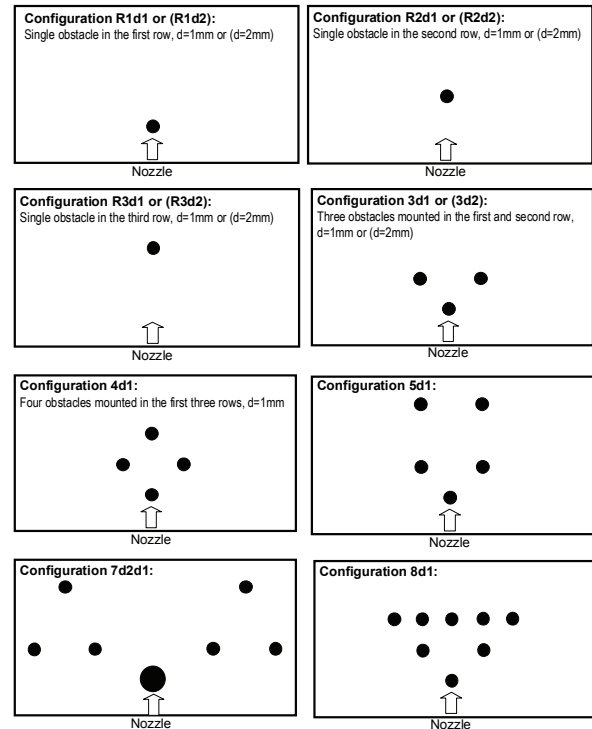 Configuration R1d1 or (R1d2):
Single obstacle in the first row, d=1mm or (d=2mm)
Nozzle
Configuration R2d1 or (R2d2):
Single obstacle in the second row, d=1mm or (d=2mm)
Nozzle
Configuration R3d1 or (R3d2):
Single obstacle in the third row, d=1mm or (d=2mm)
Nozzle
Configuration 3d1 or (3d2):
Three obstacles mounted in the first and second row,
d=1mm or (d=2mm)
Nozzle
Configuration 4d1:
Four obstacles mounted in the first three rows, d=1mm
Nozzle
Configuration 5d1:
Nozzle
Configuration 7d2d1:
Nozzle
Configuration 8d1:
Nozzle